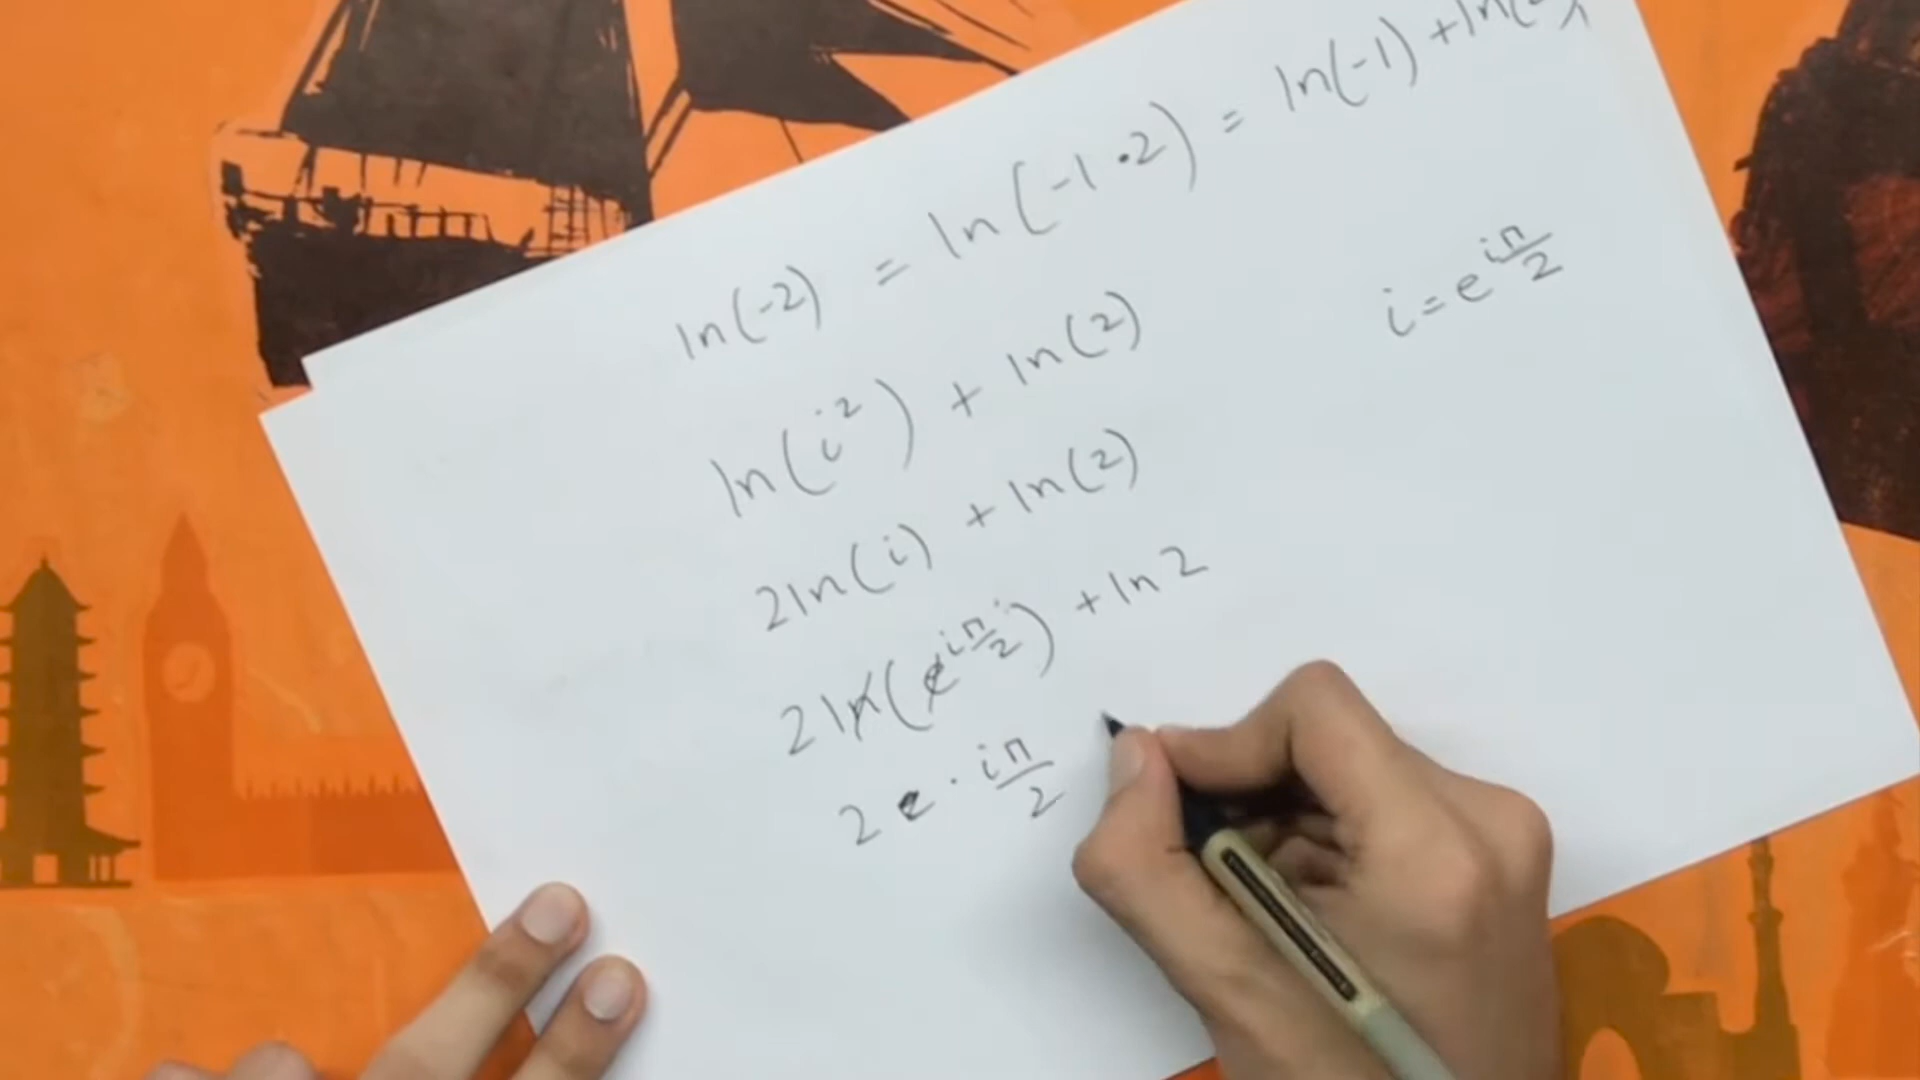 ln(-2) = ln(-1·2) = ln(-1) + ln(2)
ln(i²) + ln(2)
i = e^(iπ/2)
2ln(i) + ln(2)
2ln(e^(iπ/2)) + ln 2
2 · iπ/2